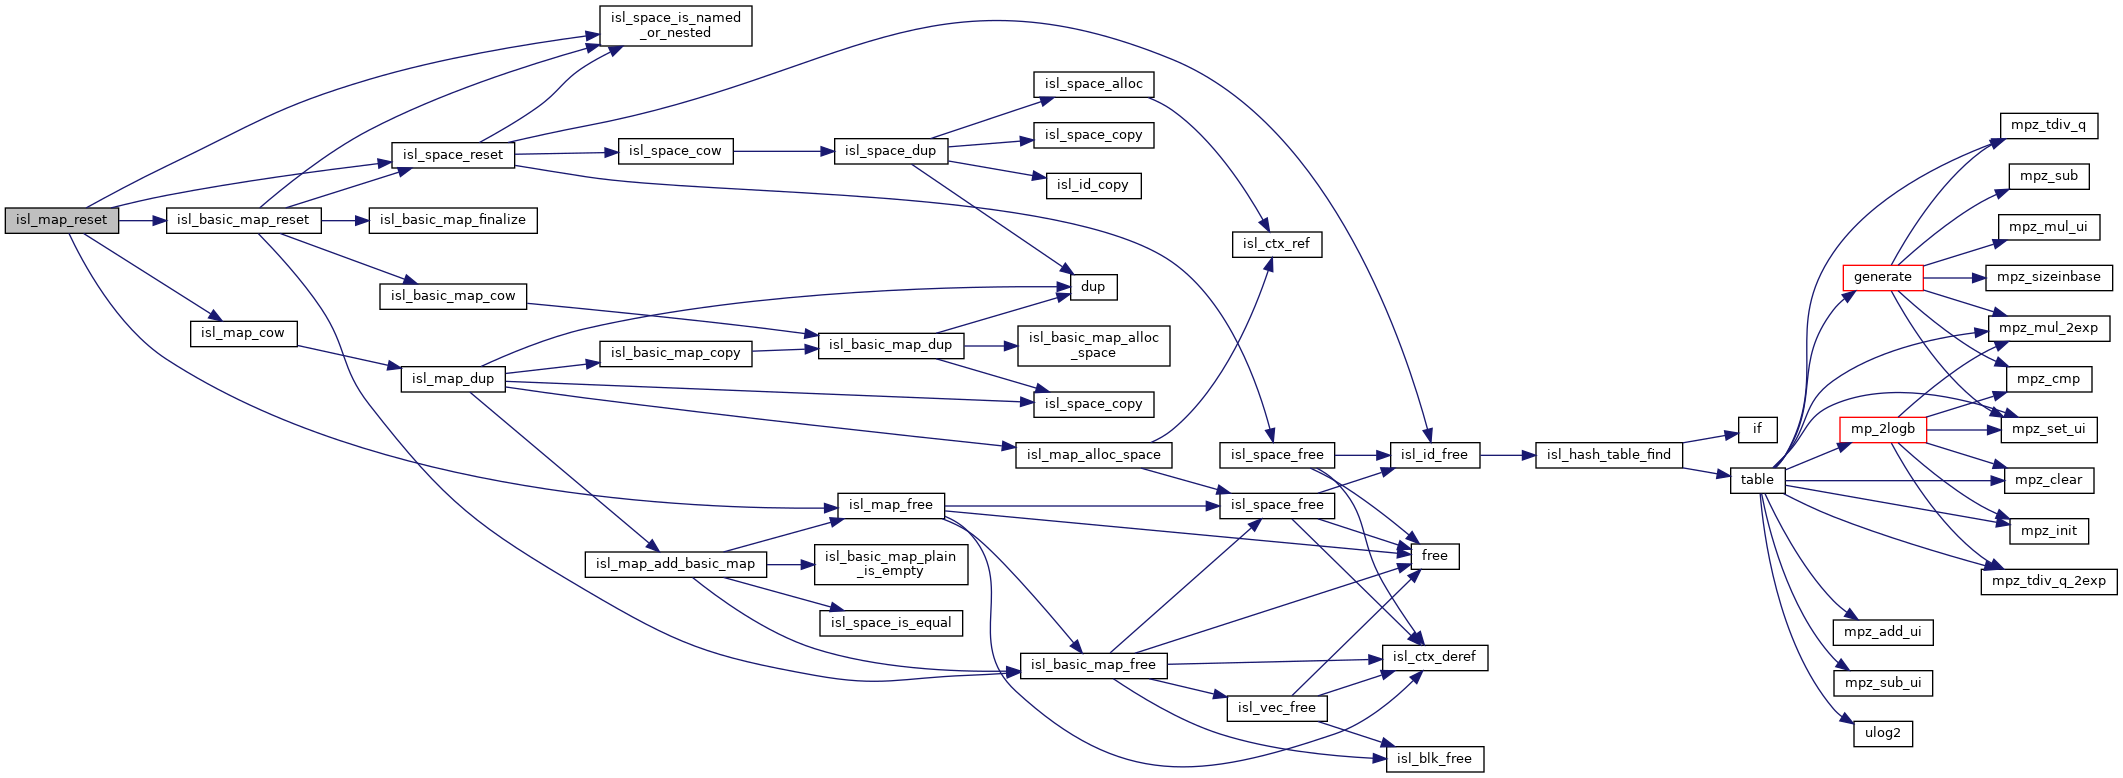 isl_map_reset
isl_space_is_named
_or_nested
isl_space_reset
isl_basic_map_reset
isl_basic_map_finalize
isl_basic_map_cow
isl_map_cow
isl_map_dup
isl_space_cow
isl_space_dup
isl_space_alloc
isl_space_copy
isl_id_copy
isl_ctx_ref
dup
isl_basic_map_copy
isl_basic_map_dup
isl_basic_map_alloc
_space
isl_space_copy
isl_map_alloc_space
isl_map_free
isl_map_add_basic_map
isl_basic_map_plain
_is_empty
isl_space_is_equal
isl_basic_map_free
isl_space_free
isl_space_free
isl_id_free
free
isl_ctx_deref
isl_vec_free
isl_blk_free
isl_hash_table_find
if
table
generate
mp_2logb
mpz_tdiv_q
mpz_sub
mpz_mul_ui
mpz_sizeinbase
mpz_mul_2exp
mpz_cmp
mpz_set_ui
mpz_clear
mpz_init
mpz_tdiv_q_2exp
mpz_add_ui
mpz_sub_ui
ulog2